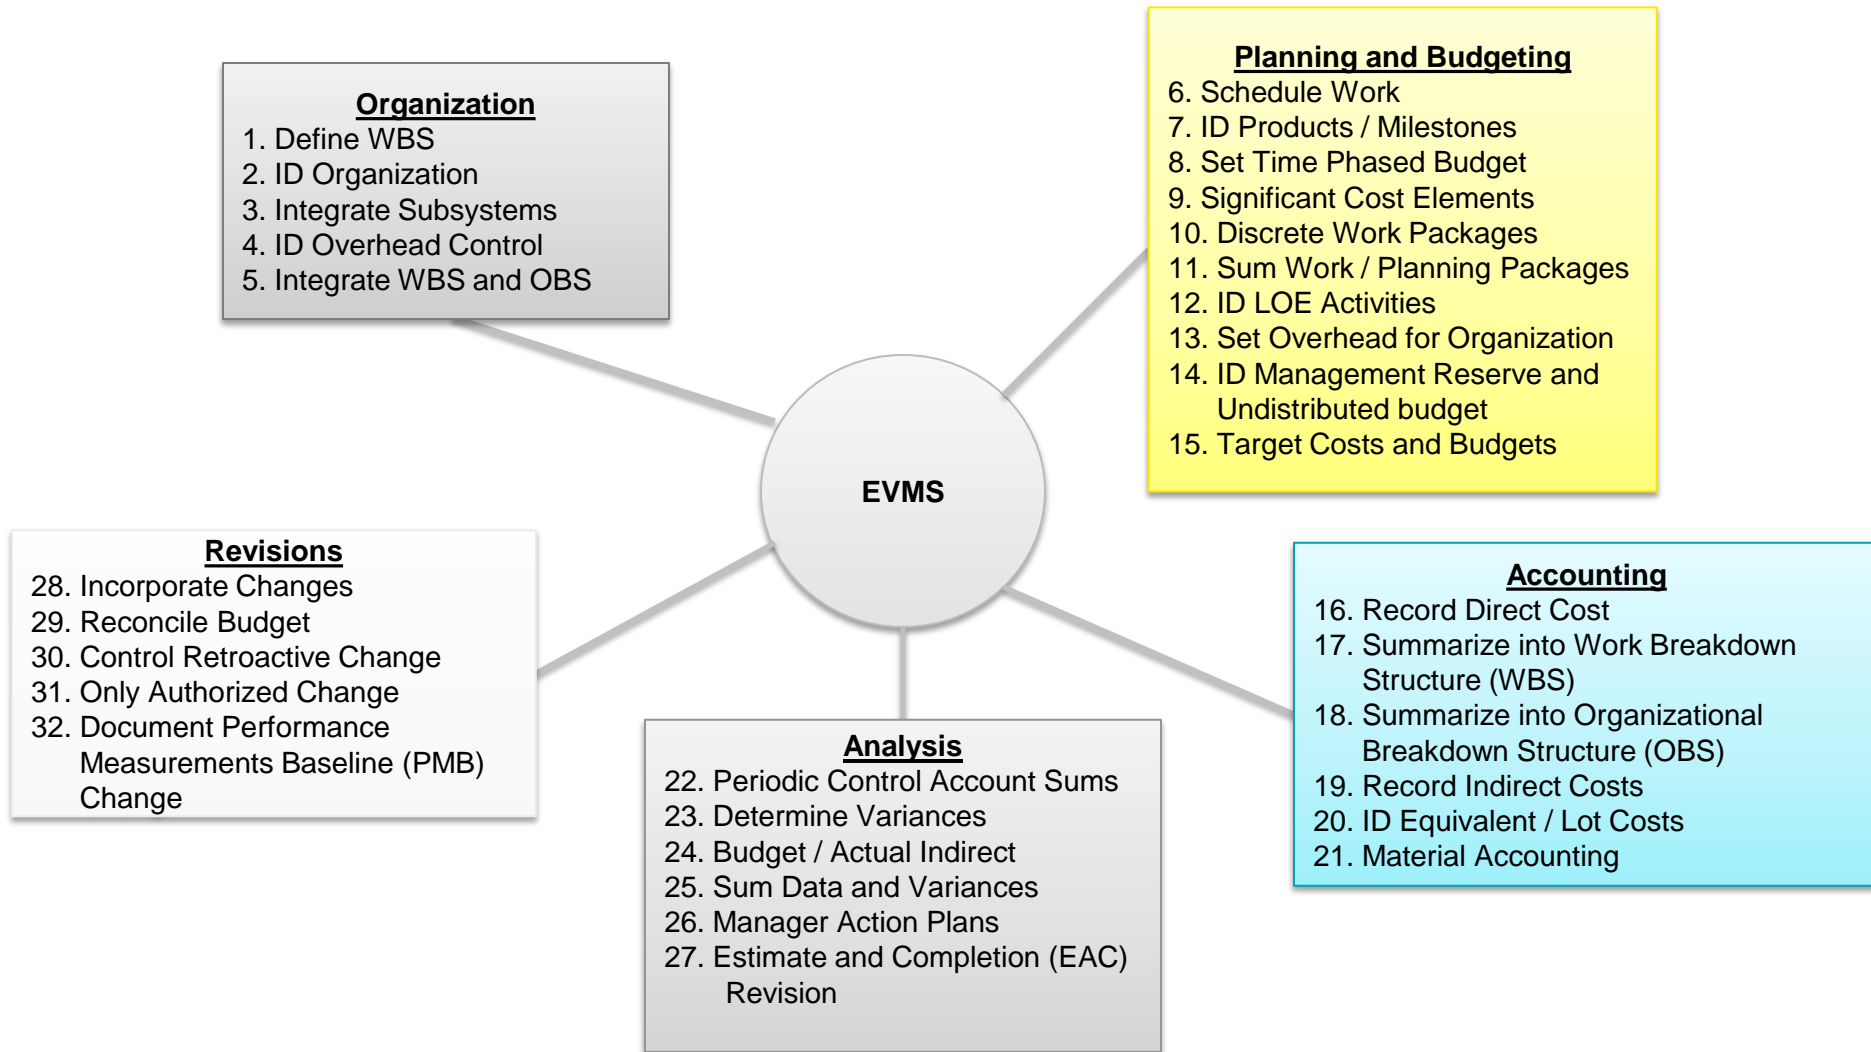 Organization
1. Define WBS
2. ID Organization
3. Integrate Subsystems
4. ID Overhead Control
5. Integrate WBS and OBS
Planning and Budgeting
6. Schedule Work
7. ID Products / Milestones
8. Set Time Phased Budget
9. Significant Cost Elements
10. Discrete Work Packages
11. Sum Work / Planning Packages
12. ID LOE Activities
13. Set Overhead for Organization
14. ID Management Reserve and
Undistributed budget
15. Target Costs and Budgets
EVMS
Revisions
28. Incorporate Changes
29. Reconcile Budget
30. Control Retroactive Change
31. Only Authorized Change
32. Document Performance
Measurements Baseline (PMB)
Change
Analysis
22. Periodic Control Account Sums
23. Determine Variances
24. Budget / Actual Indirect
25. Sum Data and Variances
26. Manager Action Plans
27. Estimate and Completion (EAC)
Revision
Accounting
16. Record Direct Cost
17. Summarize into Work Breakdown
Structure (WBS)
18. Summarize into Organizational
Breakdown Structure (OBS)
19. Record Indirect Costs
20. ID Equivalent / Lot Costs
21. Material Accounting